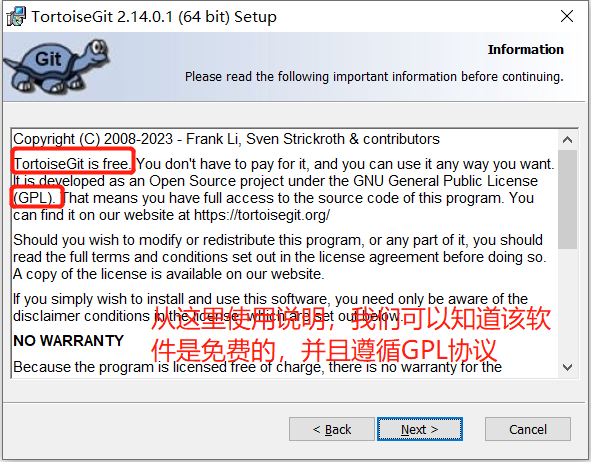 TortoiseGit 2.14.0.1 (64 bit) Setup
Git
Information
Please read the following important information before continuing.
Copyright (C) 2008-2023 - Frank Li, Sven Strickroth & contributors
TortoiseGit is free. You don't have to pay for it, and you can use it any way you want.
It is developed as an Open Source project under the GNU General Public License
(GPL). That means you have full access to the source code of this program. You
can find it on our website at https://tortoisegit.org/
Should you wish to modify or redistribute this program, or any part of it, you should
read the full terms and conditions set out in the license agreement before doing so.
A copy of the license is available on our website.
If you simply wish to install and use this software, you need only be aware of the
disclaimer conditions in the license, which are set out below.
从这里使用说明，我们可以知道该软
件是免费的，并且遵循GPL协议
NO WARRANTY
Because the program is licensed free of charge, there is no warranty for the
< Back
Next >
Cancel